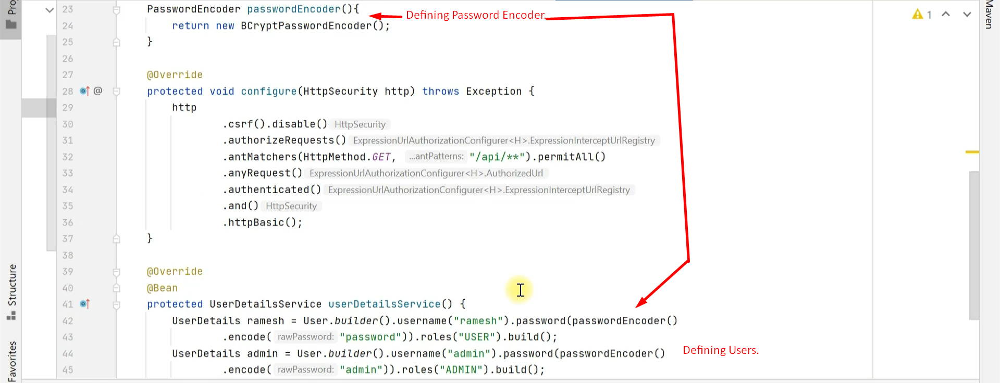 23 PasswordEncoder passwordEncoder(){
Defining Password Encoder.
24 return new BCryptPasswordEncoder();
25 }
26
27 @Override
28 @ protected void configure(HttpSecurity http) throws Exception {
29 http
30 .csrf().disable() HttpSecurity
31 .authorizeRequests() ExpressionUrlAuthorizationConfigurer<H>.ExpressionInterceptUrlRegistry
32 .antMatchers(HttpMethod.GET, ...antPatterns: "/api/**").permitAll()
33 .anyRequest() ExpressionUrlAuthorizationConfigurer<H>.AuthorizedUrl
34 .authenticated() ExpressionUrlAuthorizationConfigurer<H>.ExpressionInterceptUrlRegistry
35 .and() HttpSecurity
36 .httpBasic();
37 }
38
39 @Override
40 @Bean
41 protected UserDetailsService userDetailsService() {
42 UserDetails ramesh = User.builder().username("ramesh").password(passwordEncoder()
43 .encode( rawPassword: "password")).roles("USER").build();
Defining Users.
44 UserDetails admin = User.builder().username("admin").password(passwordEncoder()
45 .encode( rawPassword: "admin")).roles("ADMIN").build();
1
Maven
Structure
Favorites